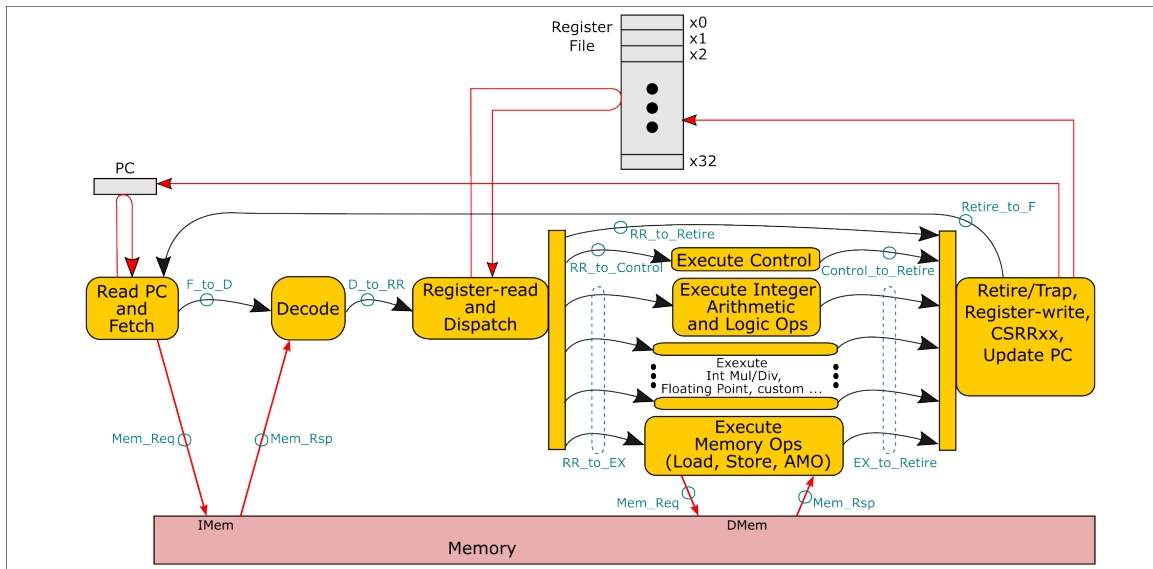 Register
File
x0
x1
x2
x32
PC
Retire_to_F
RR_to_Retire
RR_to_Control
Execute Control
Control_to_Retire
F_to_D
D_to_RR
Read PC
and
Fetch
Decode
Register-read
and
Dispatch
Execute Integer
Arithmetic
and Logic Ops
Retire/Trap,
Register-write,
CSRRxx,
Update PC
Exexute
Int Mul/Div,
Floating Point, custom ...
Execute
Memory Ops
(Load, Store, AMO)
Mem_Req
Mem_Rsp
RR_to_EX
EX_to_Retire
Mem_Req
Mem_Rsp
IMem
DMem
Memory